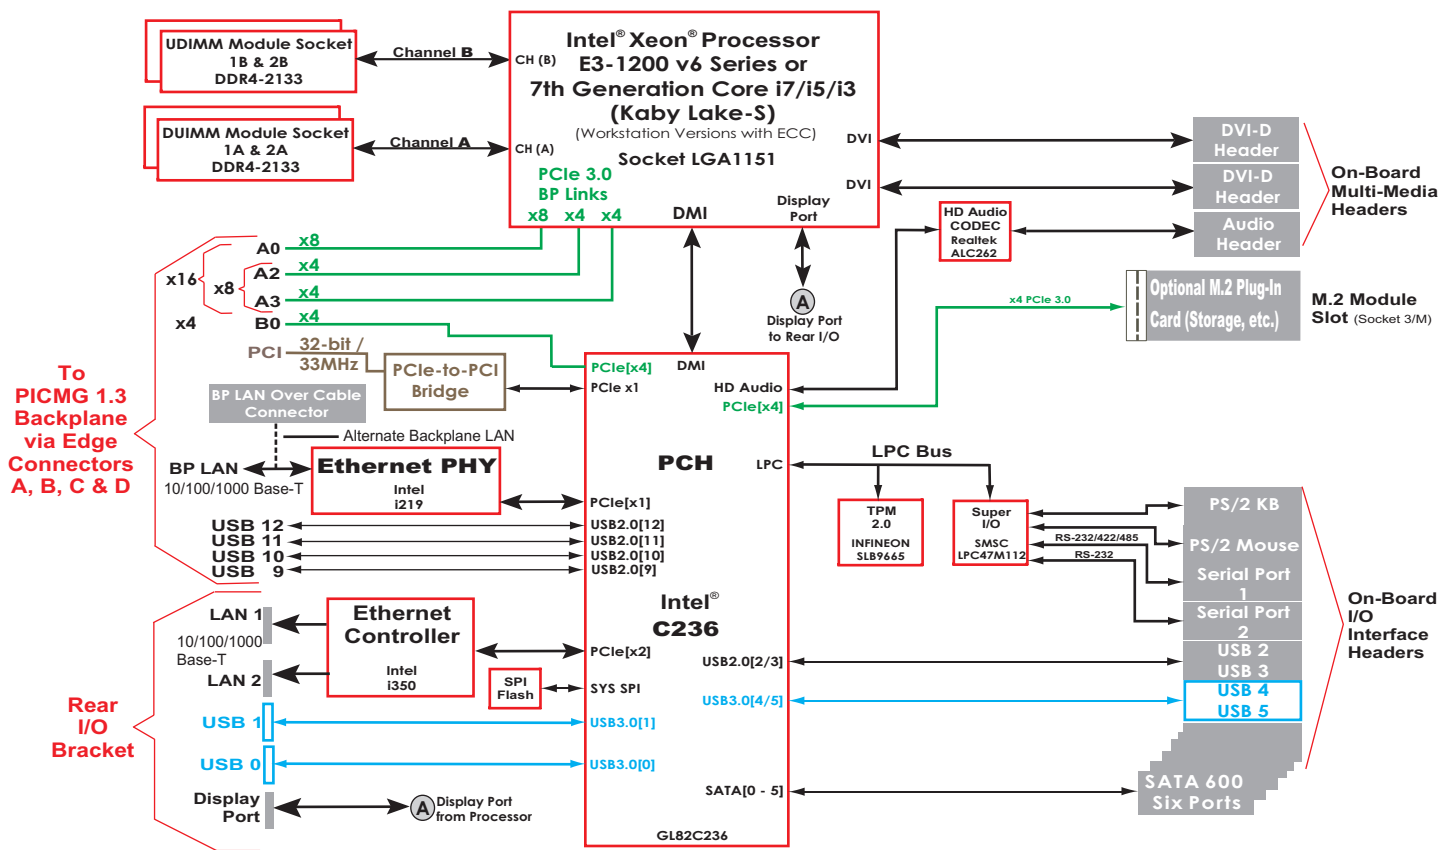 UDIMM Module Socket
1B & 2B
DDR4-2133
Channel B
CH (B)
DUIMM Module Socket
1A & 2A
DDR4-2133
Channel A
CH (A)
Intel® Xeon® Processor
E3-1200 v6 Series or
7th Generation Core i7/i5/i3
(Kaby Lake-S)
(Workstation Versions with ECC)
Socket LGA1151
PCIe 3.0
BP Links
x8 x4 x4
DMI
Display
Port
DVI
DVI
DVI-D
Header
DVI-D
Header
Audio
Header
On-Board
Multi-Media
Headers
HD Audio
CODEC
Realtek
ALC262
A
Display Port
to Rear I/O
x4 PCIe 3.0
Optional M.2 Plug-In
Card (Storage, etc.)
M.2 Module
Slot (Socket 3/M)
A0 x8
x16
x8
A2 x4
A3 x4
x4
B0 x4
PCI
32-bit /
33MHz
PCIe-to-PCI
Bridge
To
PICMG 1.3
Backplane
via Edge
Connectors
A, B, C & D
BP LAN Over Cable
Connector
Alternate Backplane LAN
BP LAN
10/100/1000 Base-T
Ethernet PHY
Intel
i219
USB 12
USB 11
USB 10
USB 9
PCIe[x4]
PCIe x1
PCIe[x1]
USB2.0[12]
USB2.0[11]
USB2.0[10]
USB2.0[9]
PCIe[x2]
SYS SPI
USB3.0[1]
USB3.0[0]
DMI
PCH
Intel®
C236
GL82C236
HD Audio
PCIe[x4]
LPC
USB2.0[2/3]
USB3.0[4/5]
SATA[0 - 5]
LPC Bus
TPM
2.0
INFINEON
SLB9665
Super
I/O
SMSC
LPC47M112
RS-232/422/485
RS-232
PS/2 KB
PS/2 Mouse
Serial Port
1
Serial Port
2
USB 2
USB 3
USB 4
USB 5
SATA 600
Six Ports
On-Board
I/O
Interface
Headers
Rear
I/O
Bracket
LAN 1
10/100/1000
Base-T
LAN 2
Ethernet
Controller
Intel
i350
SPI
Flash
USB 1
USB 0
Display
Port
A
Display Port
from Processor